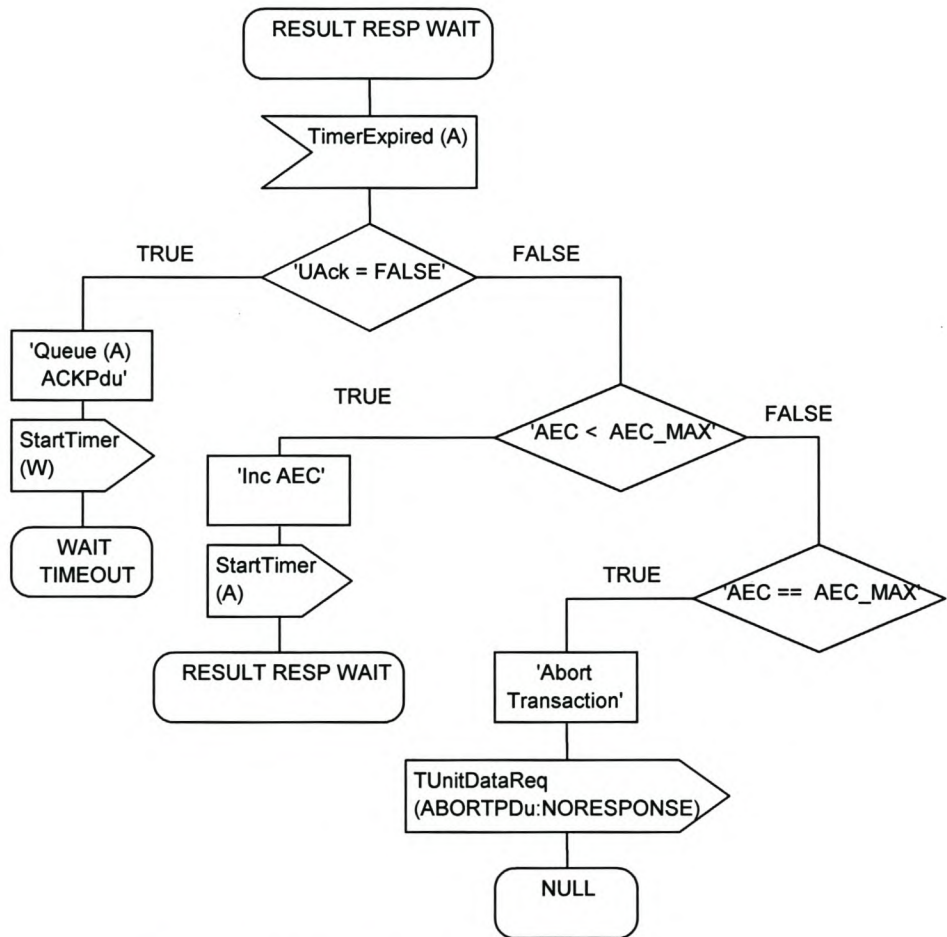 RESULT RESP WAIT
TimerExpired (A)
TRUE
'UAck = FALSE'
FALSE
'Queue (A)
ACKPdu'
TRUE
'AEC < AEC_MAX'
FALSE
StartTimer
(W)
'Inc AEC'
WAIT
TIMEOUT
StartTimer
(A)
TRUE
'AEC == AEC_MAX'
RESULT RESP WAIT
'Abort
Transaction'
TUnitDataReq
(ABORTPDu:NORESPONSE)
NULL